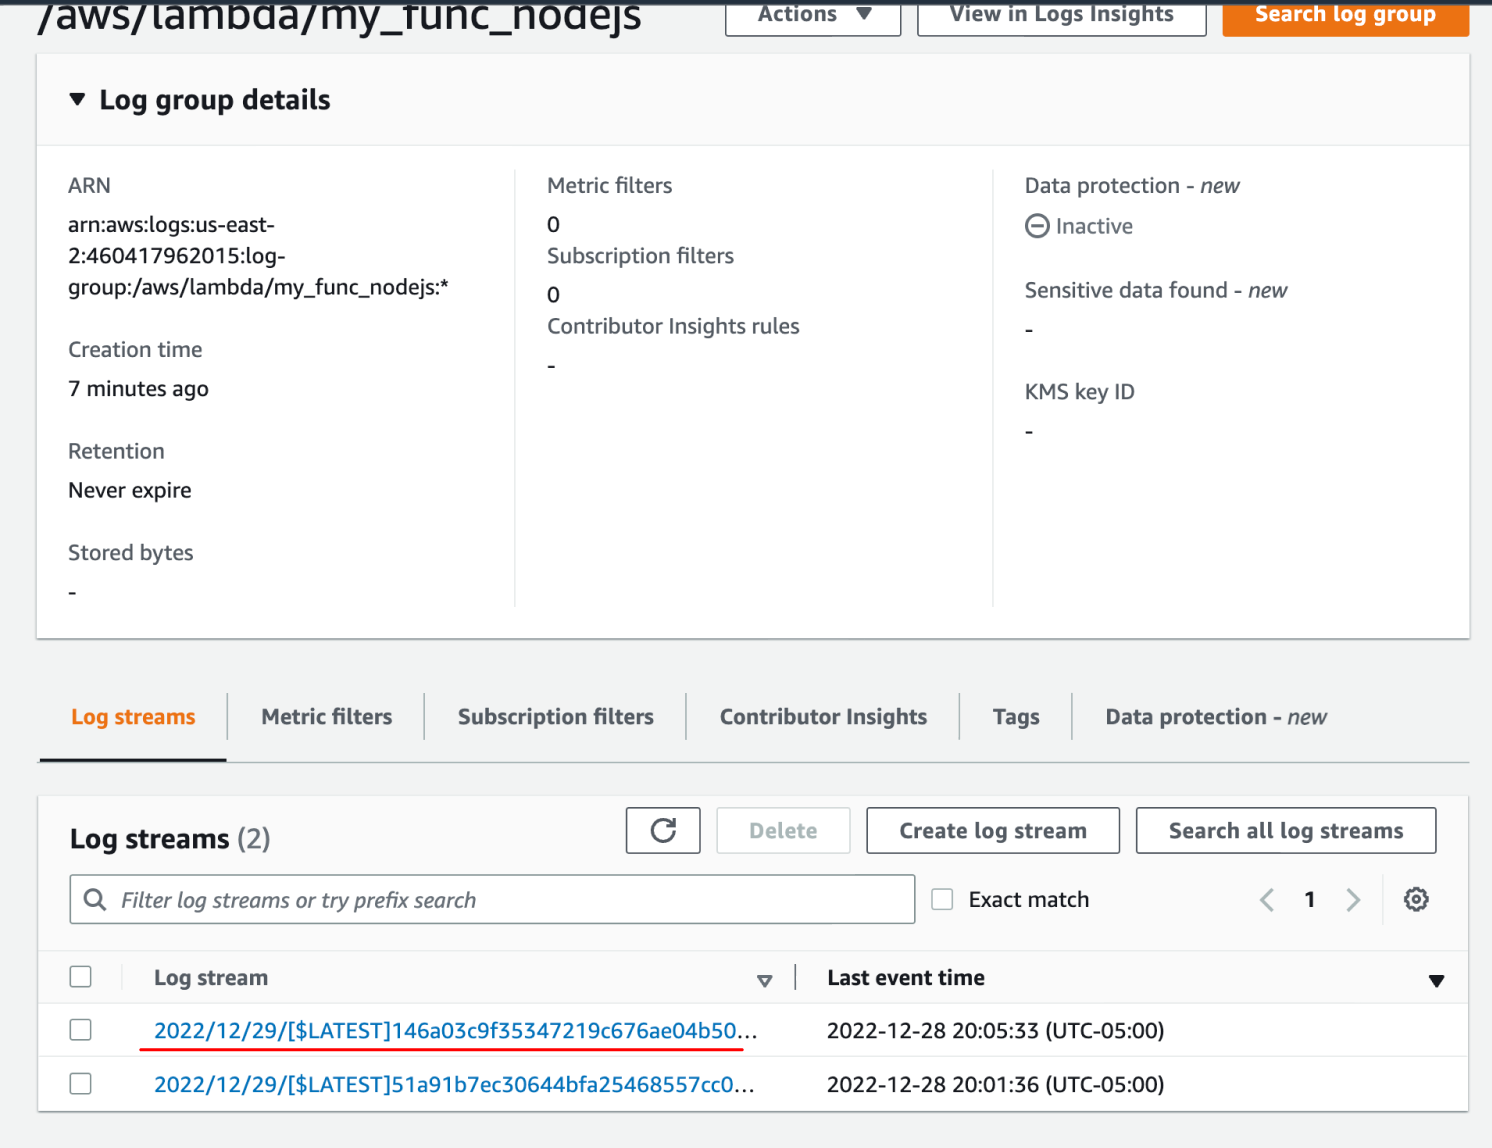 /aws/lambda/my_func_nodejs
Actions
View in Logs Insights
Search log group
Log group details
ARN
arn:aws:logs:us-east-
2:460417962015:log-
group:/aws/lambda/my_func_nodejs:*
Creation time
7 minutes ago
Retention
Never expire
Stored bytes
-
Metric filters
0
Subscription filters
0
Contributor Insights rules
-
Data protection - new
Inactive
Sensitive data found - new
-
KMS key ID
-
Log streams
Metric filters
Subscription filters
Contributor Insights
Tags
Data protection - new
Log streams (2)
Delete
Create log stream
Search all log streams
Filter log streams or try prefix search
Exact match
1
Log stream
Last event time
2022/12/29/[$LATEST]146a03c9f35347219c676ae04b50...
2022-12-28 20:05:33 (UTC-05:00)
2022/12/29/[$LATEST]51a91b7ec30644bfa25468557cc0...
2022-12-28 20:01:36 (UTC-05:00)